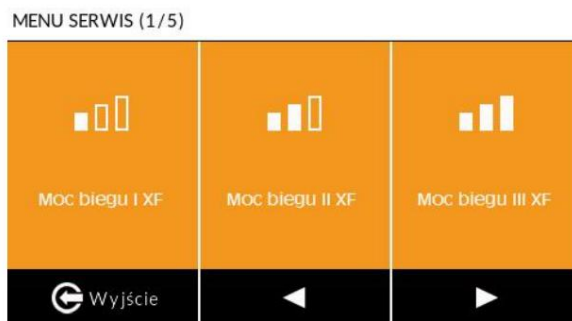 MENU SERWIS (1/5)
Moc biegu I XF
Moc biegu II XF
Moc biegu III XF
Wyjście